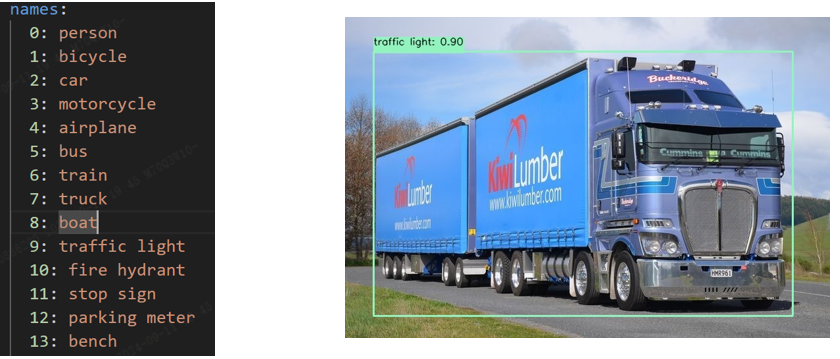 names:
0: person
1: bicycle
2: car
3: motorcycle
4: airplane
5: bus
6: train
7: truck
8: boat
9: traffic light
10: fire hydrant
11: stop sign
12: parking meter
13: bench
traffic light: 0.90
Buckeridge
Cummins Cummins
KiwiLumber
www.kiwilumber.com
KiwiLumber
www.kiwilumber.com
Buckeridge
HMR961